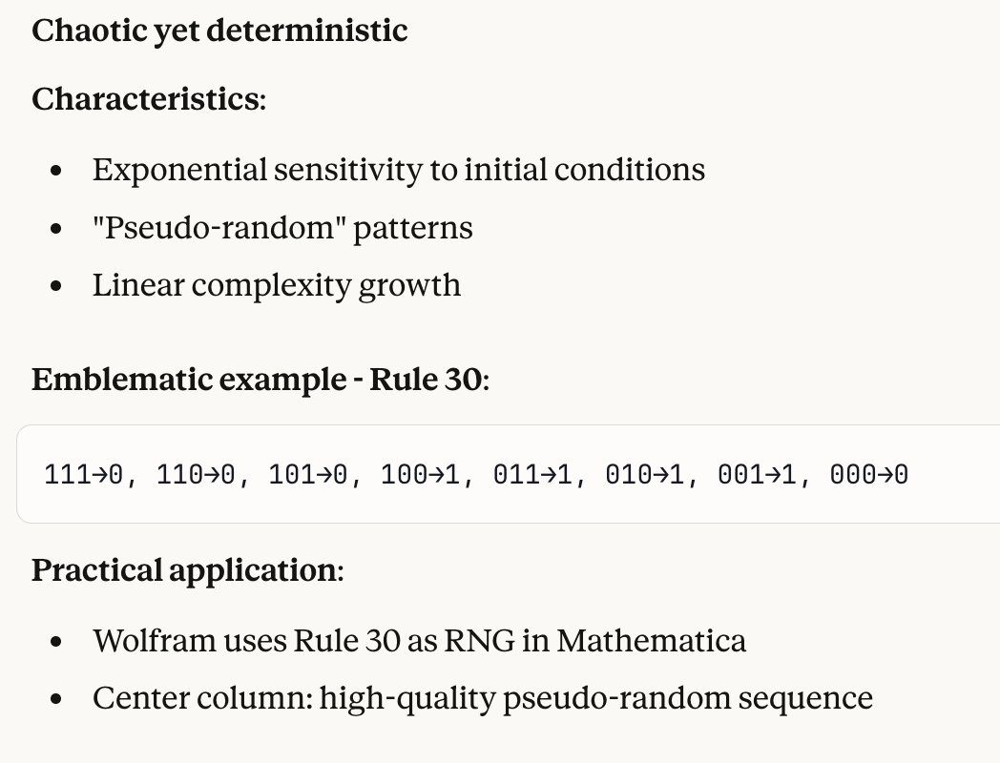 Chaotic yet deterministic
Characteristics:
• Exponential sensitivity to initial conditions
• "Pseudo-random" patterns
• Linear complexity growth
Emblematic example - Rule 30:
111→0, 110→0, 101→0, 100→1, 011→1, 010→1, 001→1, 000→0
Practical application:
• Wolfram uses Rule 30 as RNG in Mathematica
• Center column: high-quality pseudo-random sequence